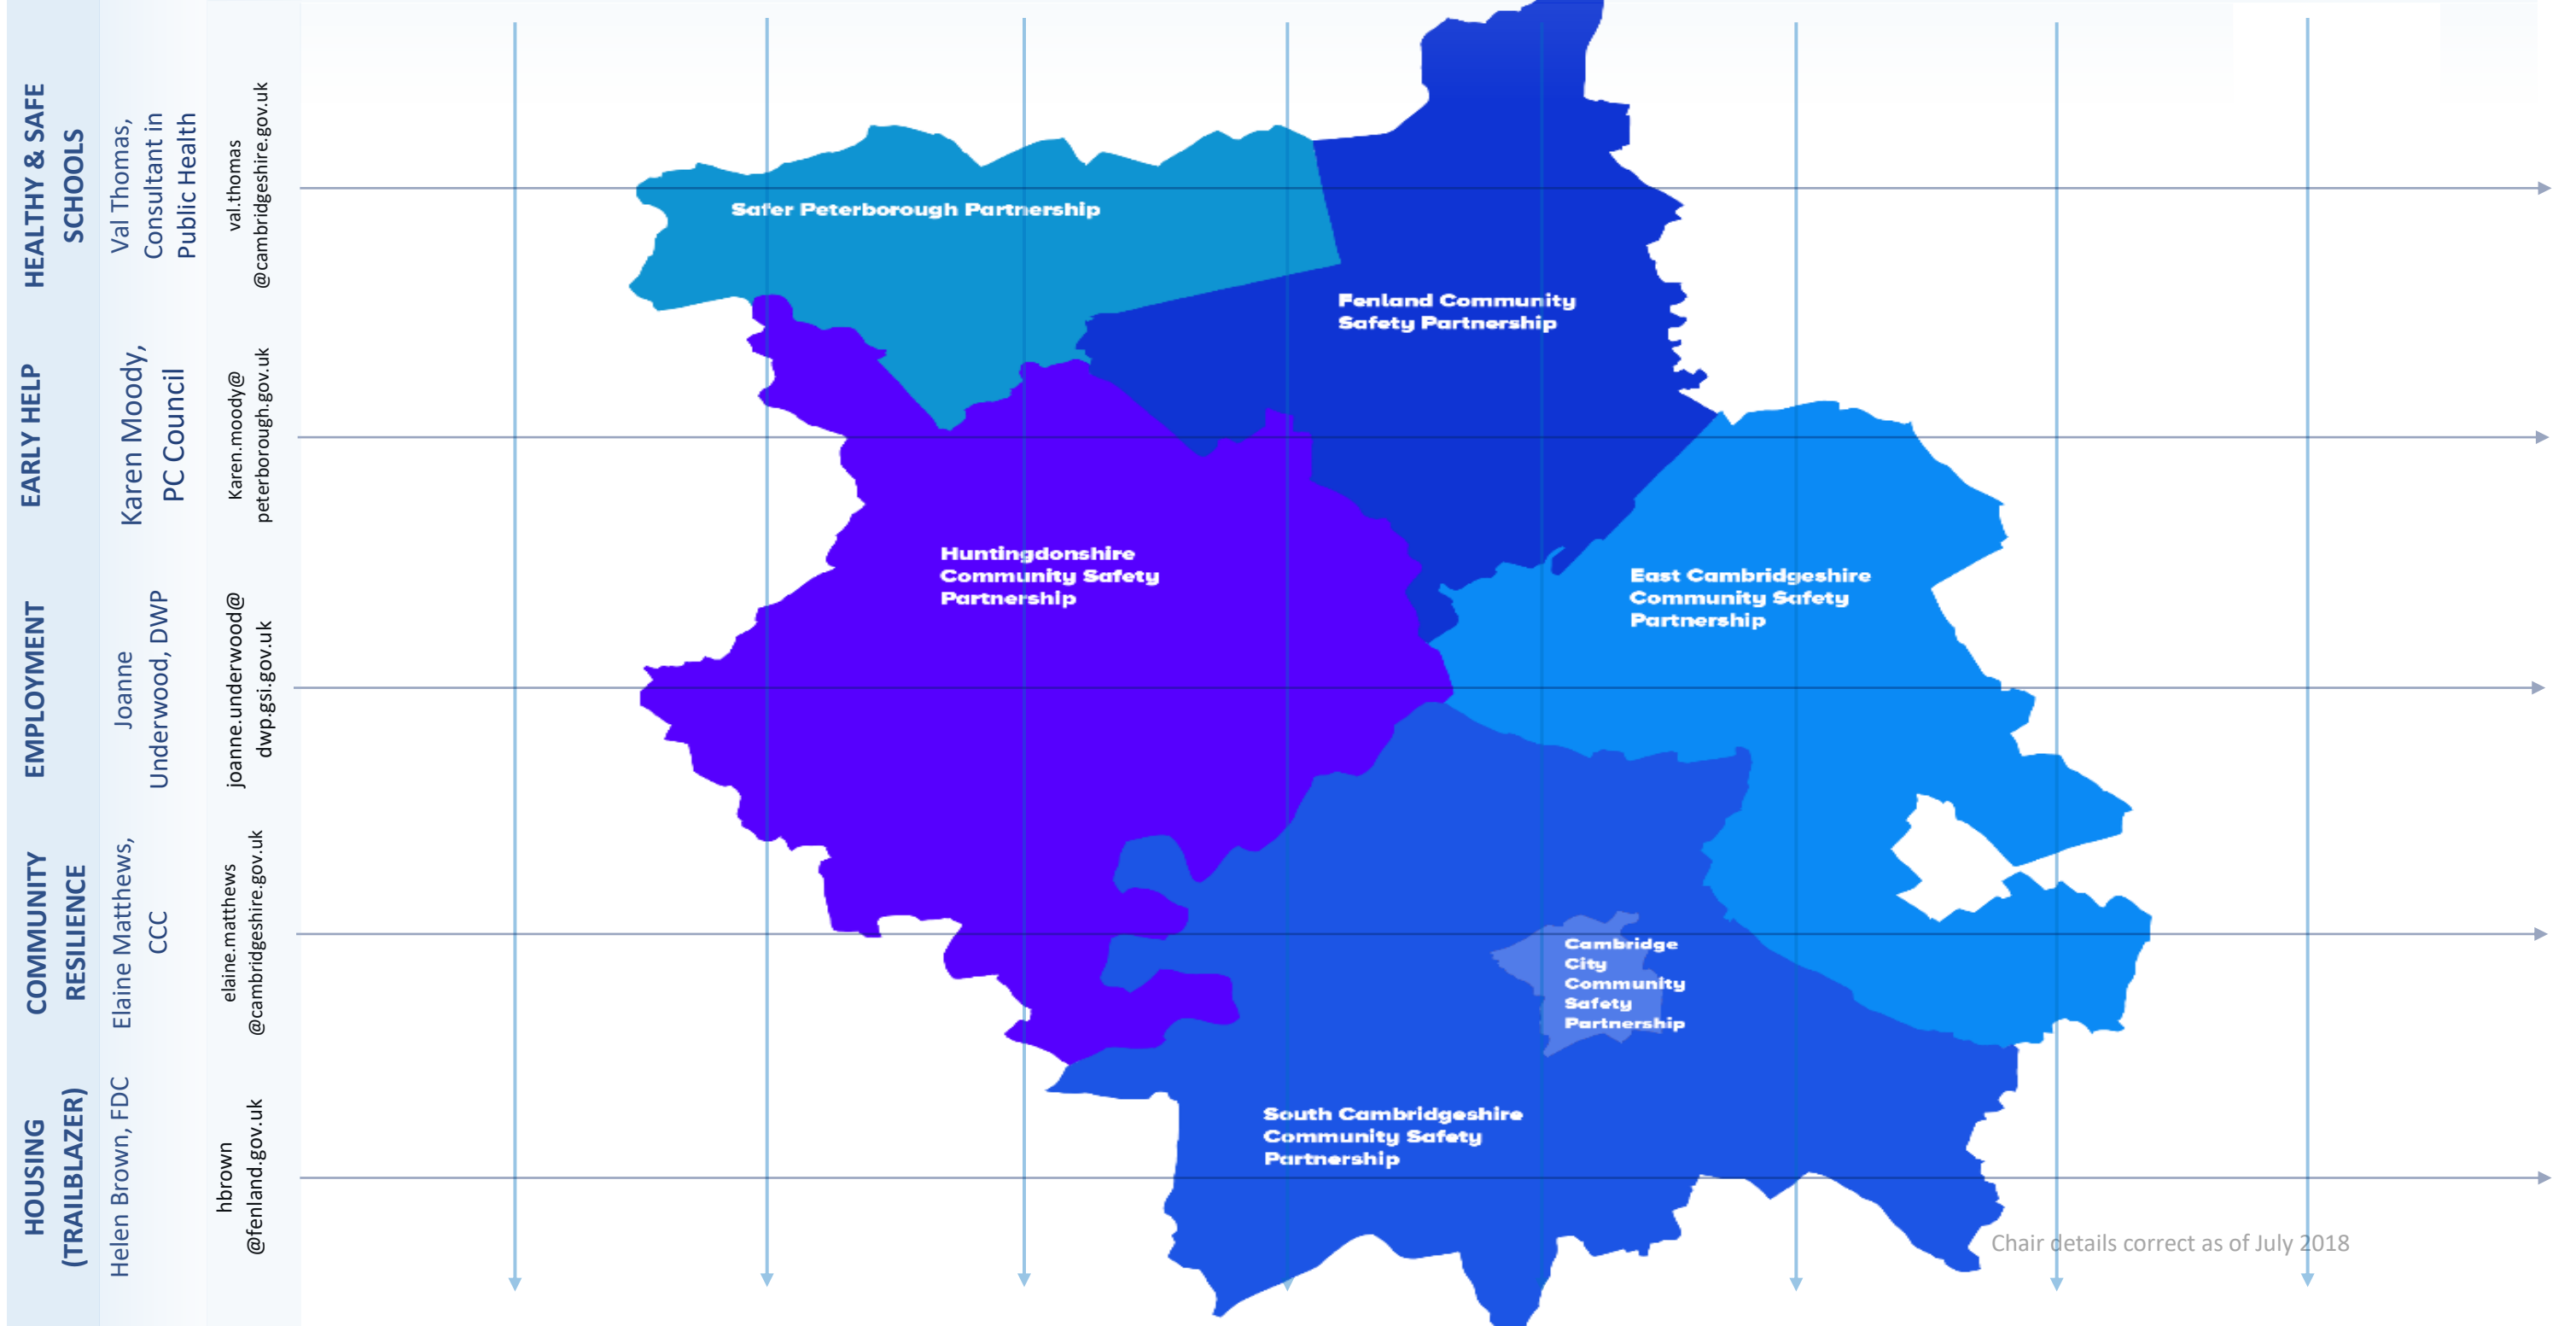 HEALTHY & SAFE
SCHOOLS
Val Thomas,
Consultant in
Public Health
val.thomas
@cambridgeshire.gov.uk
EARLY HELP
Karen Moody,
PC Council
Karen.moody@
peterborough.gov.uk
EMPLOYMENT
Joanne
Underwood, DWP
joanne.underwood@
dwp.gsi.gov.uk
COMMUNITY
RESILIENCE
Elaine Matthews,
CCC
elaine.matthews
@cambridgeshire.gov.uk
HOUSING
(TRAILBLAZER)
Helen Brown, FDC
hbrown
@fenland.gov.uk
Safer Peterborough Partnership
Fenland Community
Safety Partnership
Huntingdonshire
Community Safety
Partnership
East Cambridgeshire
Community Safety
Partnership
Cambridge
City
Community
Safety
Partnership
South Cambridgeshire
Community Safety
Partnership
Chair details correct as of July 2018